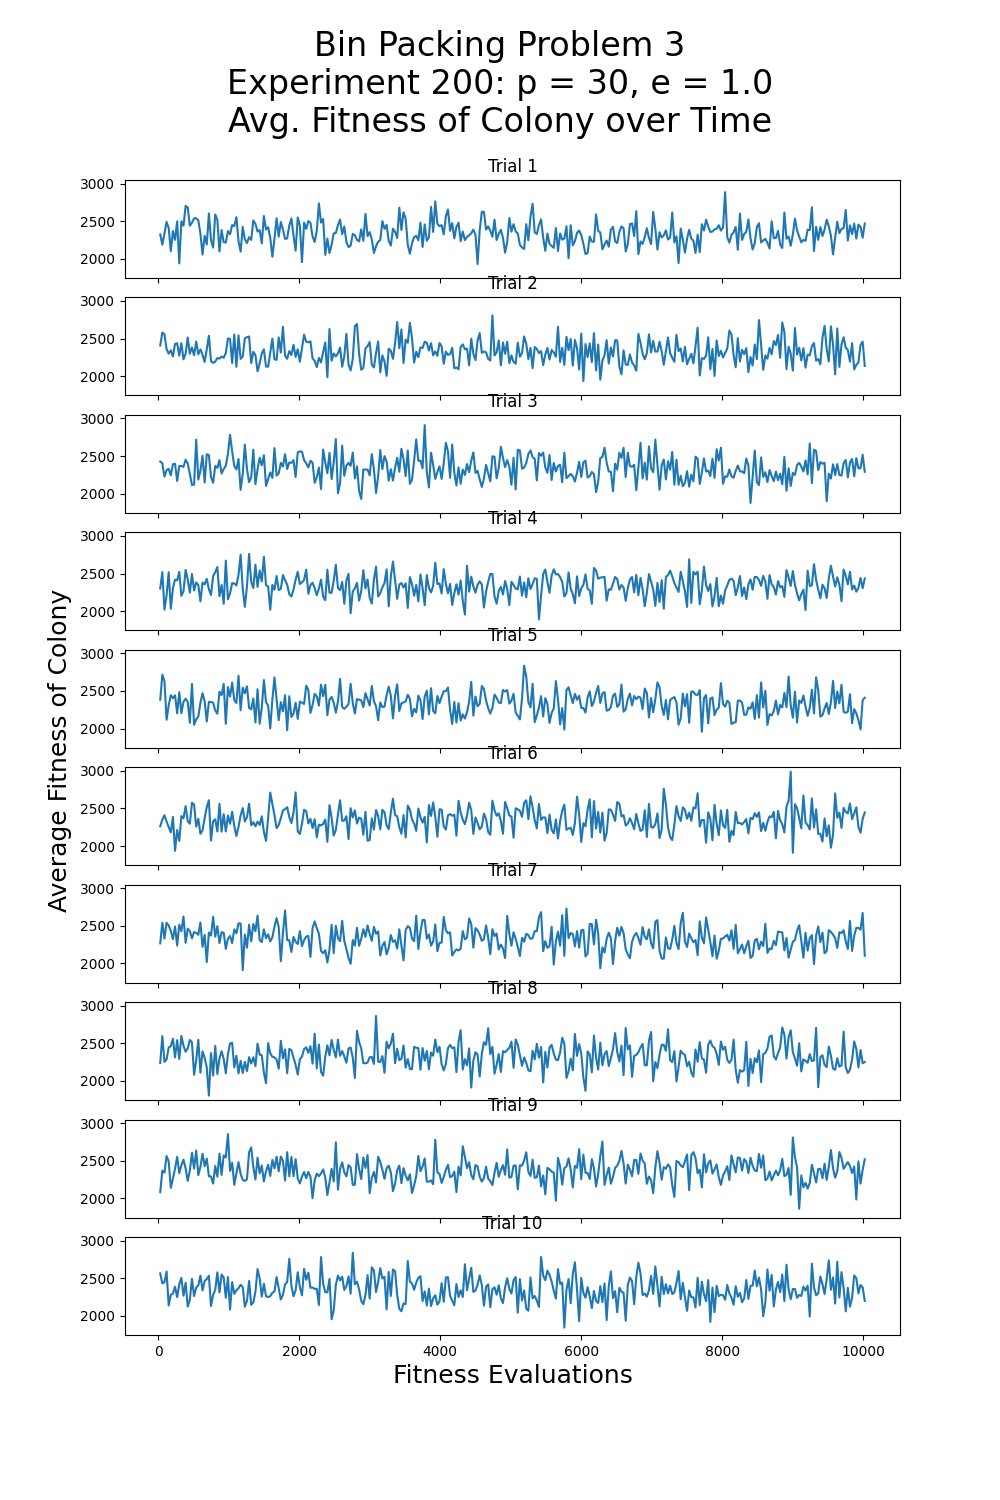 Bin Packing Problem 3
Experiment 200: p = 30, e = 1.0
Avg. Fitness of Colony over Time
Trial 1
3000
2500
2000
Trial 2
3000
2500
2000
Trial 3
3000
2500
2000
Trial 4
3000
2500
2000
Trial 5
3000
2500
2000
Trial 6
3000
2500
2000
Trial 7
3000
2500
2000
Trial 8
3000
2500
2000
Trial 9
3000
2500
2000
Trial 10
3000
2500
2000
0 2000 4000 6000 8000 10000
Fitness Evaluations
Average Fitness of Colony